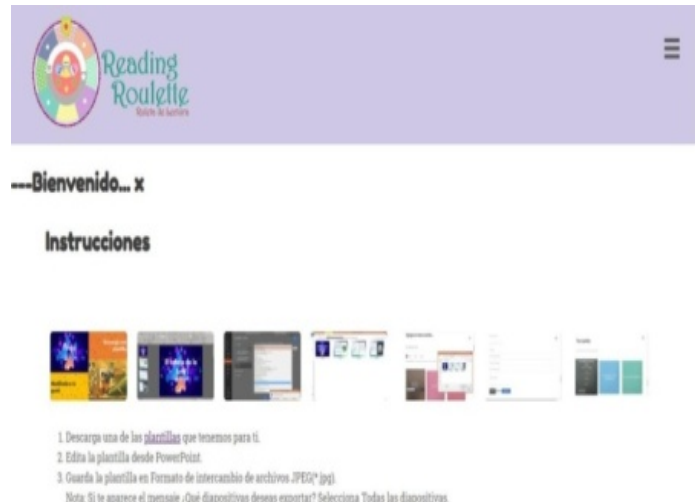 Reading
Roulette
---Bienvenido... x
Instrucciones
1. Descarga una de las plantillas que tenemos para ti.
2. Edita la plantilla desde PowerPoint.
3. Guarda la plantilla en Formato de intercambio de archivos JPEG(*.jpg).
Nota: Si te aparece el mensaje ¿Qué diapositivas deseas exportar? Selecciona Todas las diapositivas.